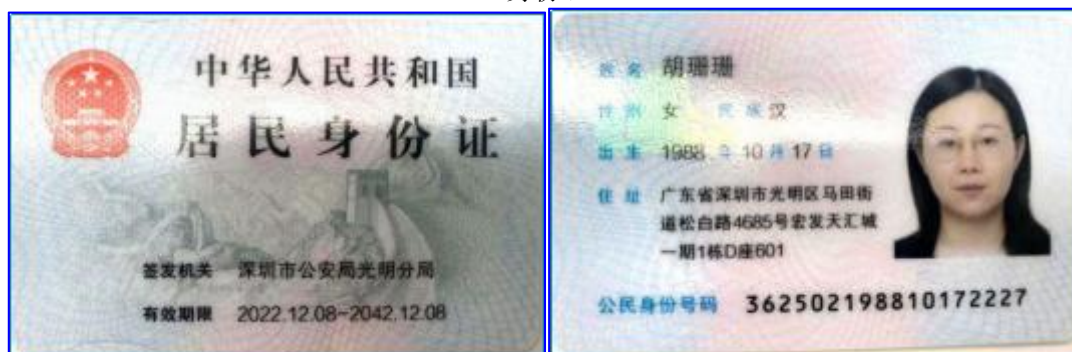 中华人民共和国
居民身份证
签发机关 深圳市公安局光明分局
有效期限 2022.12.08-2042.12.08
姓名 胡珊珊
性别 女 民族 汉
出生 1988 年 10 月 17 日
住址 广东省深圳市光明区马田街
道松白路4685号宏发天汇城
一期1栋D座601
公民身份号码 362502198810172227